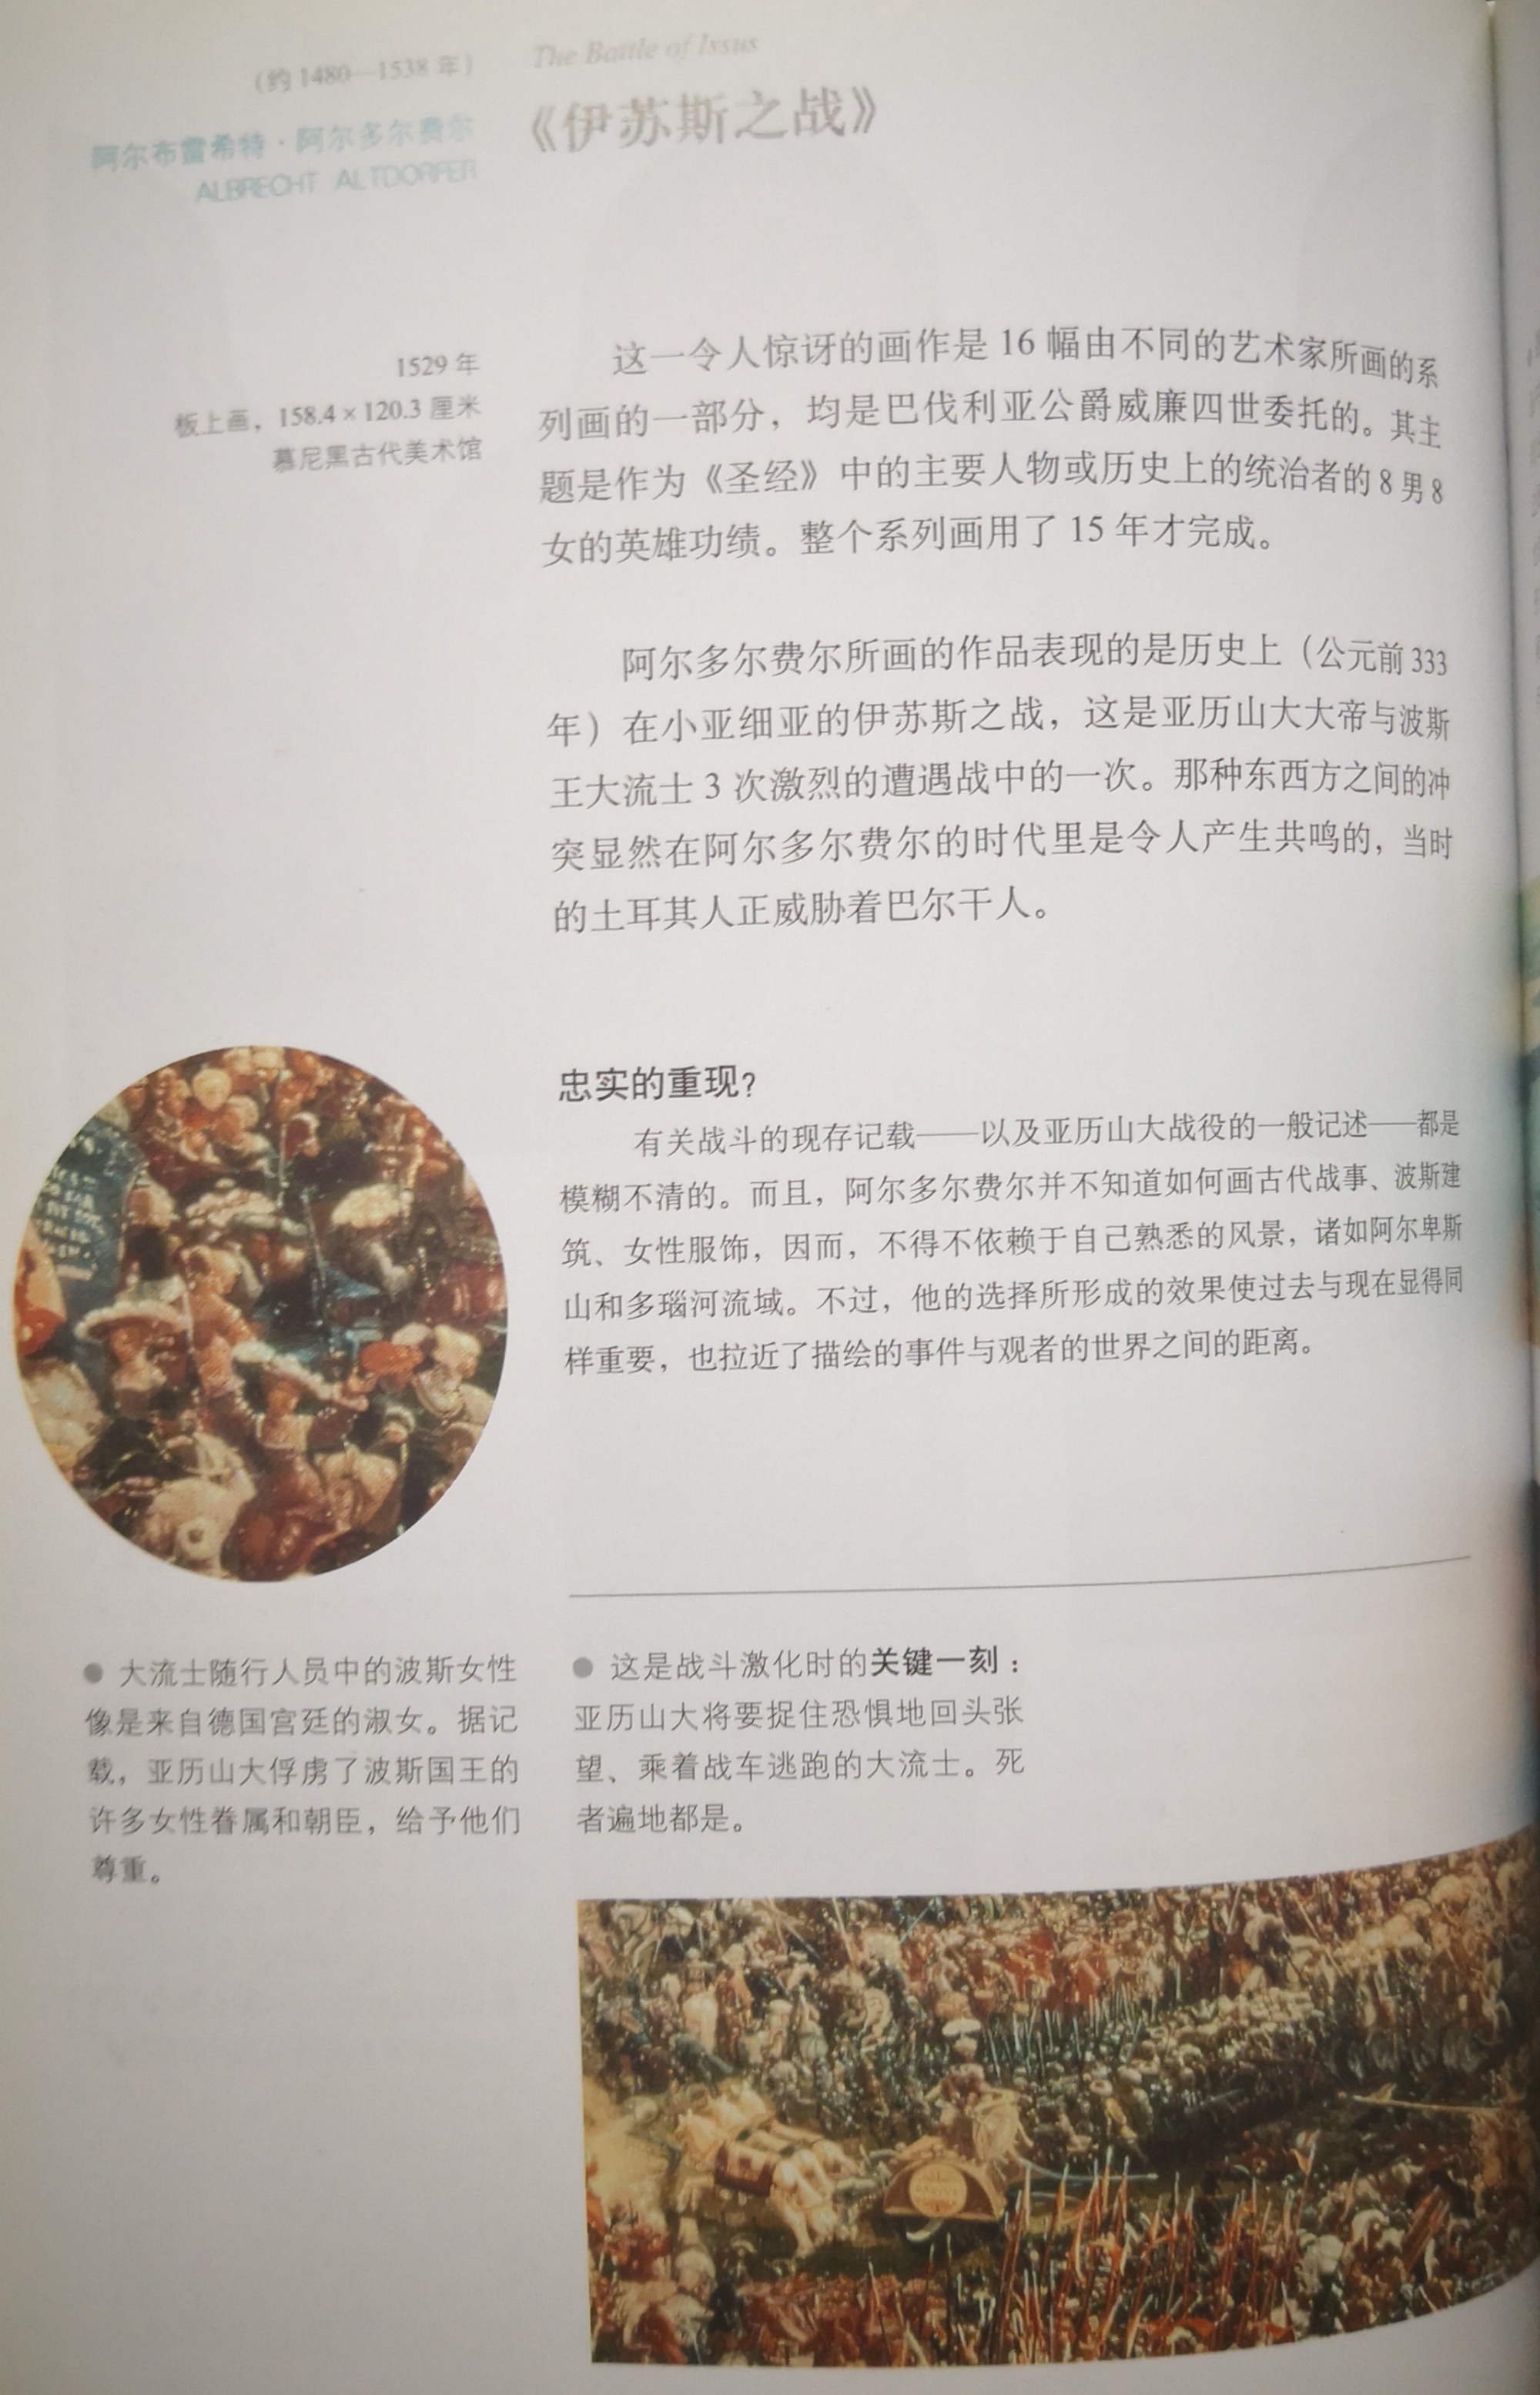 (约 1480—1538 年)
阿尔布雷希特·阿尔多尔费尔
ALBRECHT ALTDORFER
The Battle of Issus
《伊苏斯之战》
1529 年
板上画，158.4×120.3 厘米
慕尼黑古代美术馆
这一令人惊讶的画作是 16 幅由不同的艺术家所画的系
列画的一部分，均是巴伐利亚公爵威廉四世委托的。其主
题是作为《圣经》中的主要人物或历史上的统治者的 8 男 8
女的英雄功绩。整个系列画用了 15 年才完成。
阿尔多尔费尔所画的作品表现的是历史上（公元前 333
年）在小亚细亚的伊苏斯之战，这是亚历山大大帝与波斯
王大流士 3 次激烈的遭遇战中的一次。那种东西方之间的冲
突显然在阿尔多尔费尔的时代里是令人产生共鸣的，当时
的土耳其人正威胁着巴尔干人。
忠实的重现？
有关战斗的现存记载——以及亚历山大战役的一般记述——都是
模糊不清的。而且，阿尔多尔费尔并不知道如何画古代战事、波斯建
筑、女性服饰，因而，不得不依赖于自己熟悉的风景，诸如阿尔卑斯
山和多瑙河流域。不过，他的选择所形成的效果使过去与现在显得同
样重要，也拉近了描绘的事件与观者的世界之间的距离。
● 大流士随行人员中的波斯女性
像是来自德国宫廷的淑女。据记
载，亚历山大俘虏了波斯国王的
许多女性眷属和朝臣，给予他们
尊重。
● 这是战斗激化时的关键一刻：
亚历山大将要捉住恐惧地回头张
望、乘着战车逃跑的大流士。死
者遍地都是。